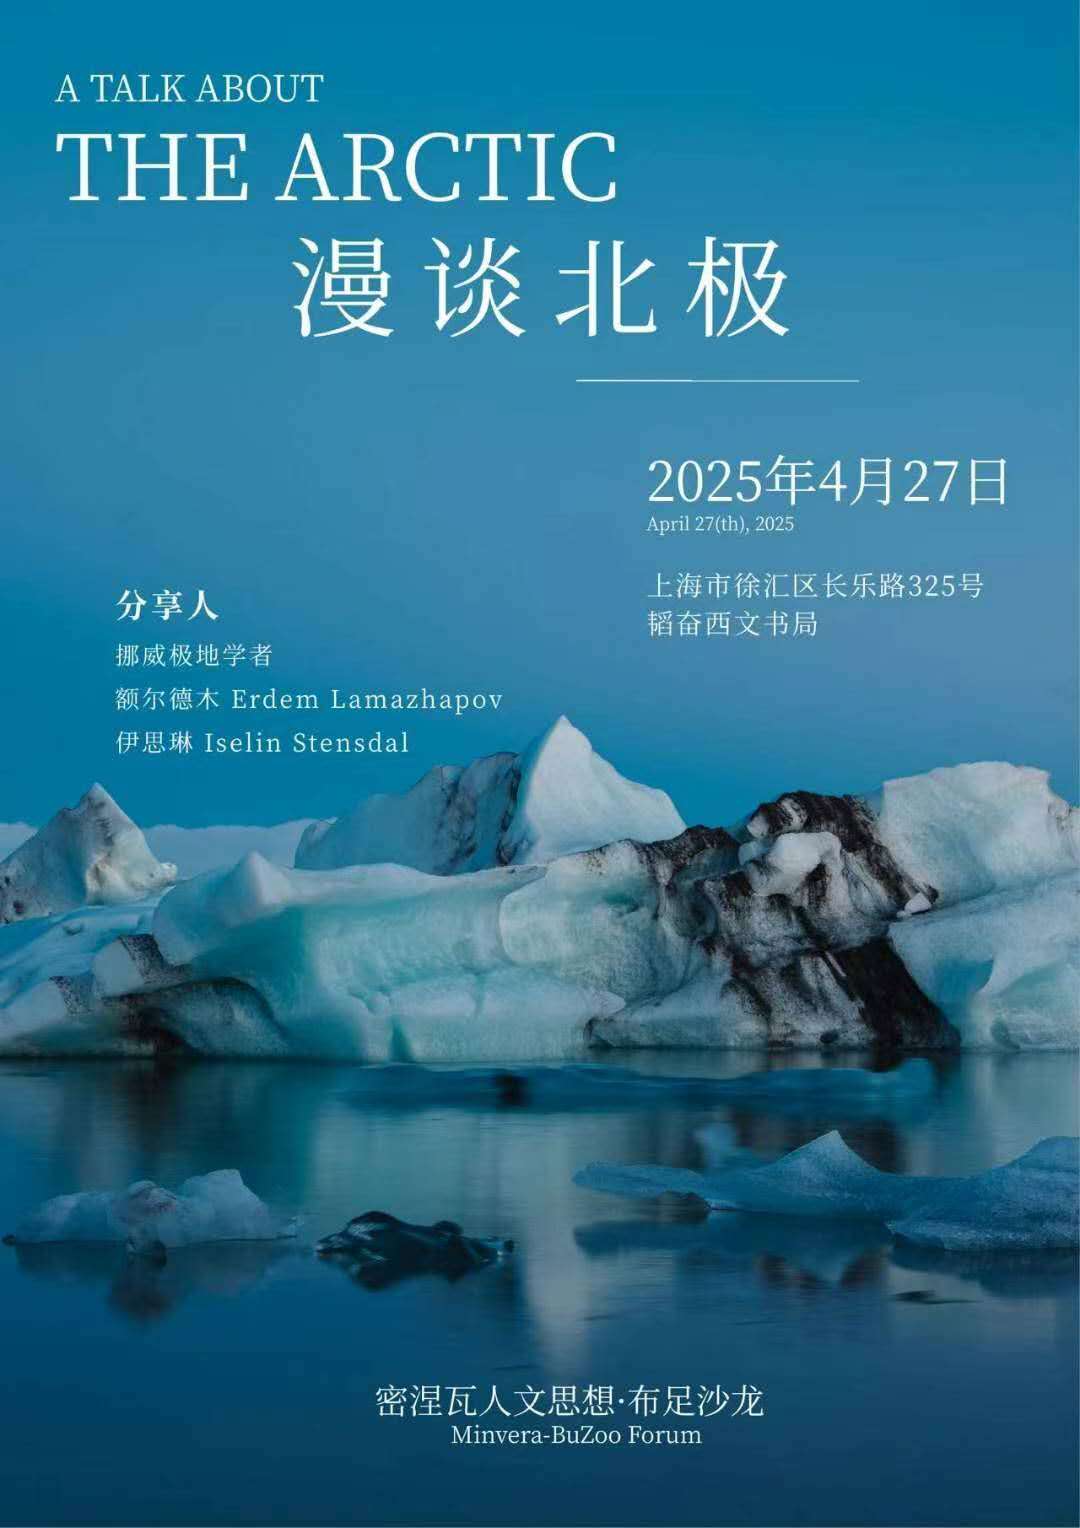 A TALK ABOUT
THE ARCTIC
漫谈北极
2025年4月27日
April 27(th), 2025
上海市徐汇区长乐路325号
韬奋西文书局
分享人
挪威极地学者
额尔德木 Erdem Lamazhapov
伊思琳 Iselin Stensdal
密涅瓦人文思想·布足沙龙
Minvera-BuZoo Forum